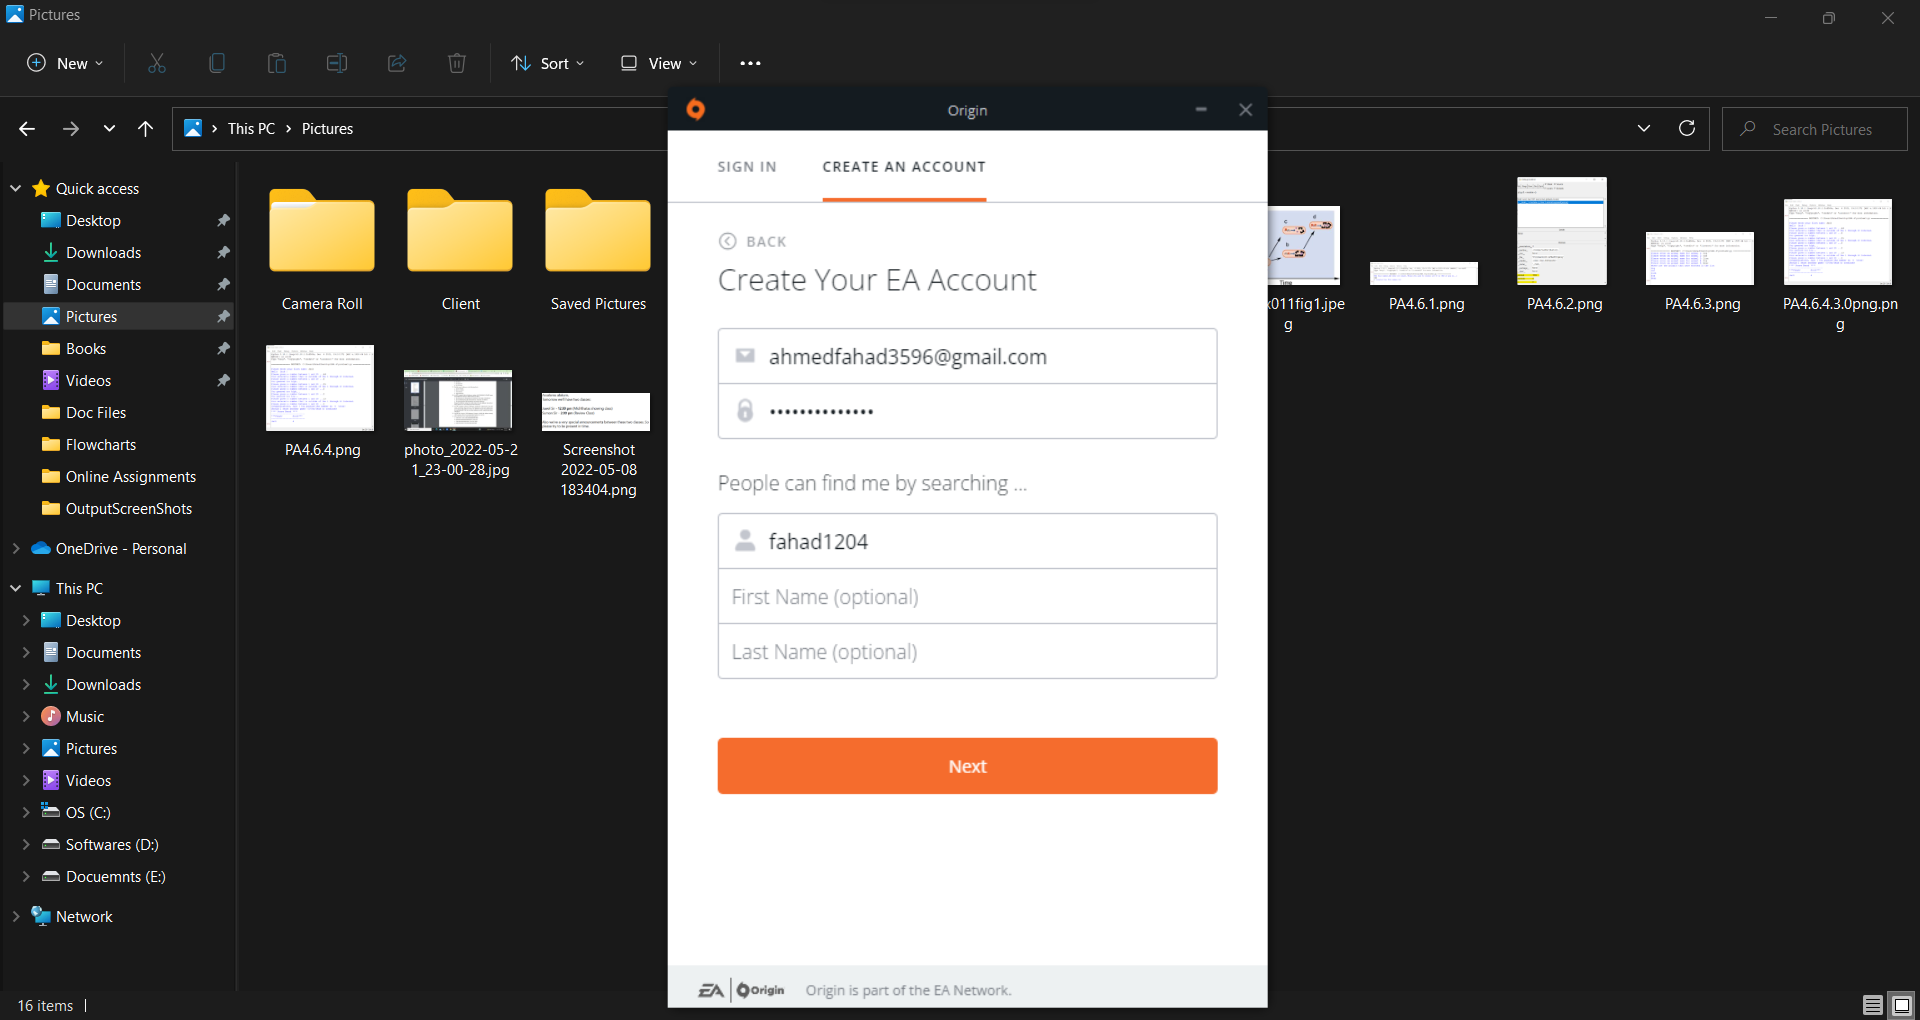 Pictures
New
Sort
View
This PC > Pictures
Search Pictures
Quick access
Desktop
Downloads
Documents
Pictures
Books
Videos
Doc Files
Flowcharts
Online Assignments
OutputScreenShots
OneDrive - Personal
This PC
Desktop
Documents
Downloads
Music
Pictures
Videos
OS (C:)
Softwares (D:)
Docuemnts (E:)
Network
16 items
Camera Roll
Client
Saved Pictures
x011fig1.jpe
g
PA4.6.1.png
PA4.6.2.png
PA4.6.3.png
PA4.6.4.3.0png.pn
g
PA4.6.4.png
photo_2022-05-2
1_23-00-28.jpg
Screenshot
2022-05-08
183404.png
Origin
SIGN IN
CREATE AN ACCOUNT
BACK
Create Your EA Account
ahmedfahad3596@gmail.com
People can find me by searching ...
fahad1204
First Name (optional)
Last Name (optional)
Next
EA Origin
Origin is part of the EA Network.